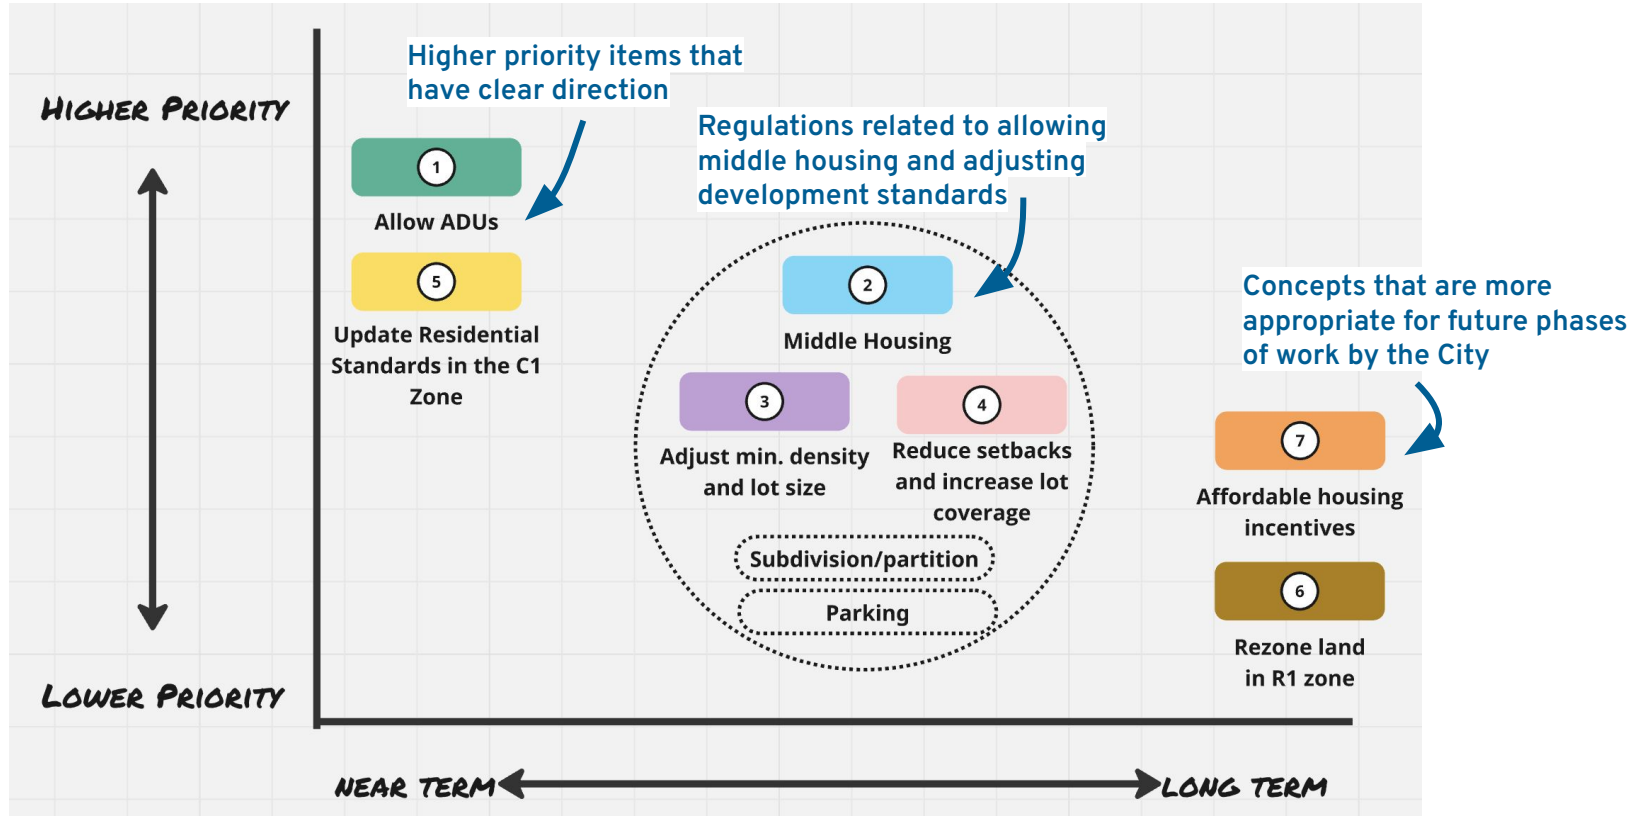 Higher priority items that
have clear direction
HIGHER PRIORITY
Regulations related to allowing
middle housing and adjusting
development standards
1
Allow ADUs
5
Update Residential
Standards in the C1
Zone
2
Middle Housing
3
Adjust min. density
and lot size
4
Reduce setbacks
and increase lot
coverage
Subdivision/partition
Parking
Concepts that are more
appropriate for future phases
of work by the City
7
Affordable housing
incentives
6
Rezone land
in R1 zone
LOWER PRIORITY
NEAR TERM
LONG TERM